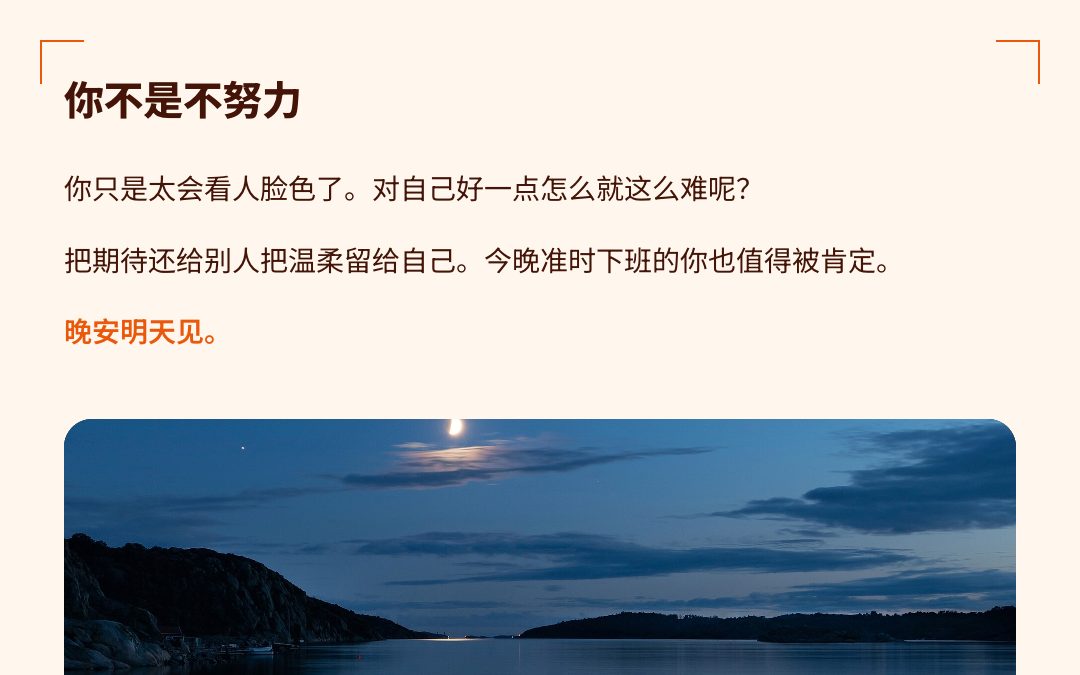 你不是不努力
你只是太会看人脸色了。对自己好一点怎么就这么难呢？
把期待还给别人把温柔留给自己。今晚准时下班的你也值得被肯定。
晚安明天见。